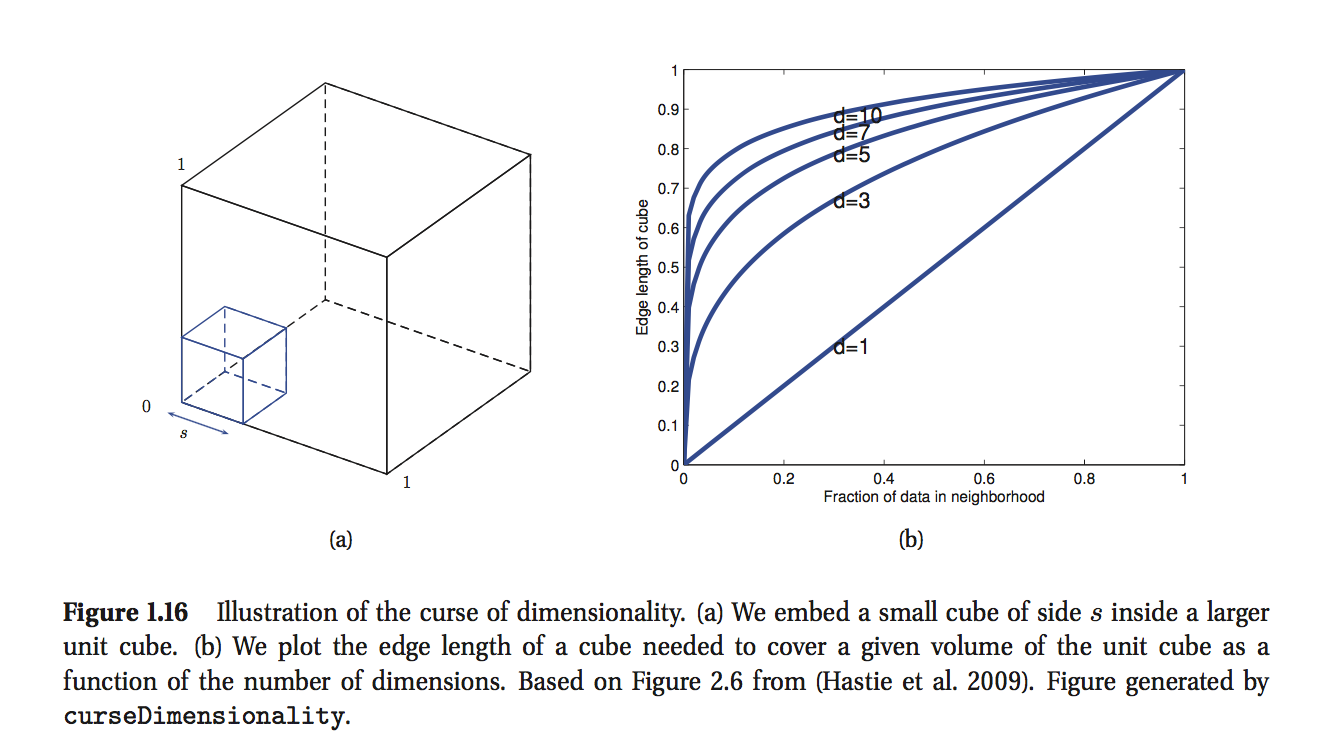 1
0
s
1
(a)
Edge length of cube
1
0.9
0.8
0.7
0.6
0.5
0.4
0.3
0.2
0.1
0
d=10
d=7
d=5
d=3
d=1
0 0.2 0.4 0.6 0.8 1
Fraction of data in neighborhood
(b)
Figure 1.16 Illustration of the curse of dimensionality. (a) We embed a small cube of side s inside a larger
unit cube. (b) We plot the edge length of a cube needed to cover a given volume of the unit cube as a
function of the number of dimensions. Based on Figure 2.6 from (Hastie et al. 2009). Figure generated by
curseDimensionality.